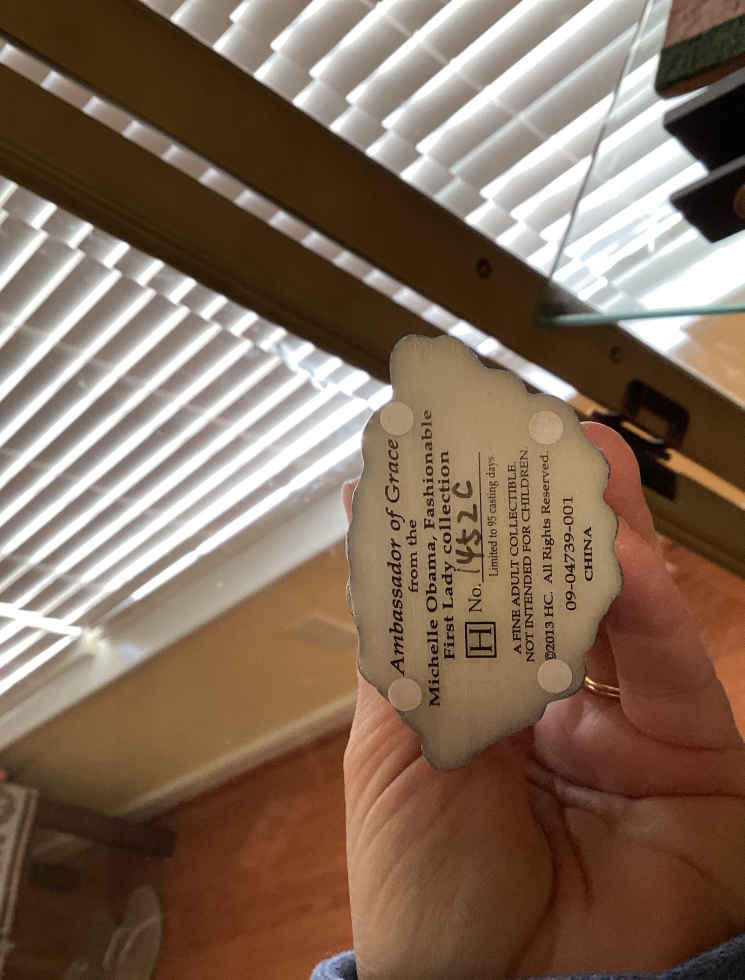 Ambassador of Grace
from the
Michelle Obama, Fashionable
First Lady collection
H No. 1452C
Limited to 95 casting days
A FINE ADULT COLLECTIBLE.
NOT INTENDED FOR CHILDREN.
©2013 HC. All Rights Reserved.
09-04739-001
CHINA